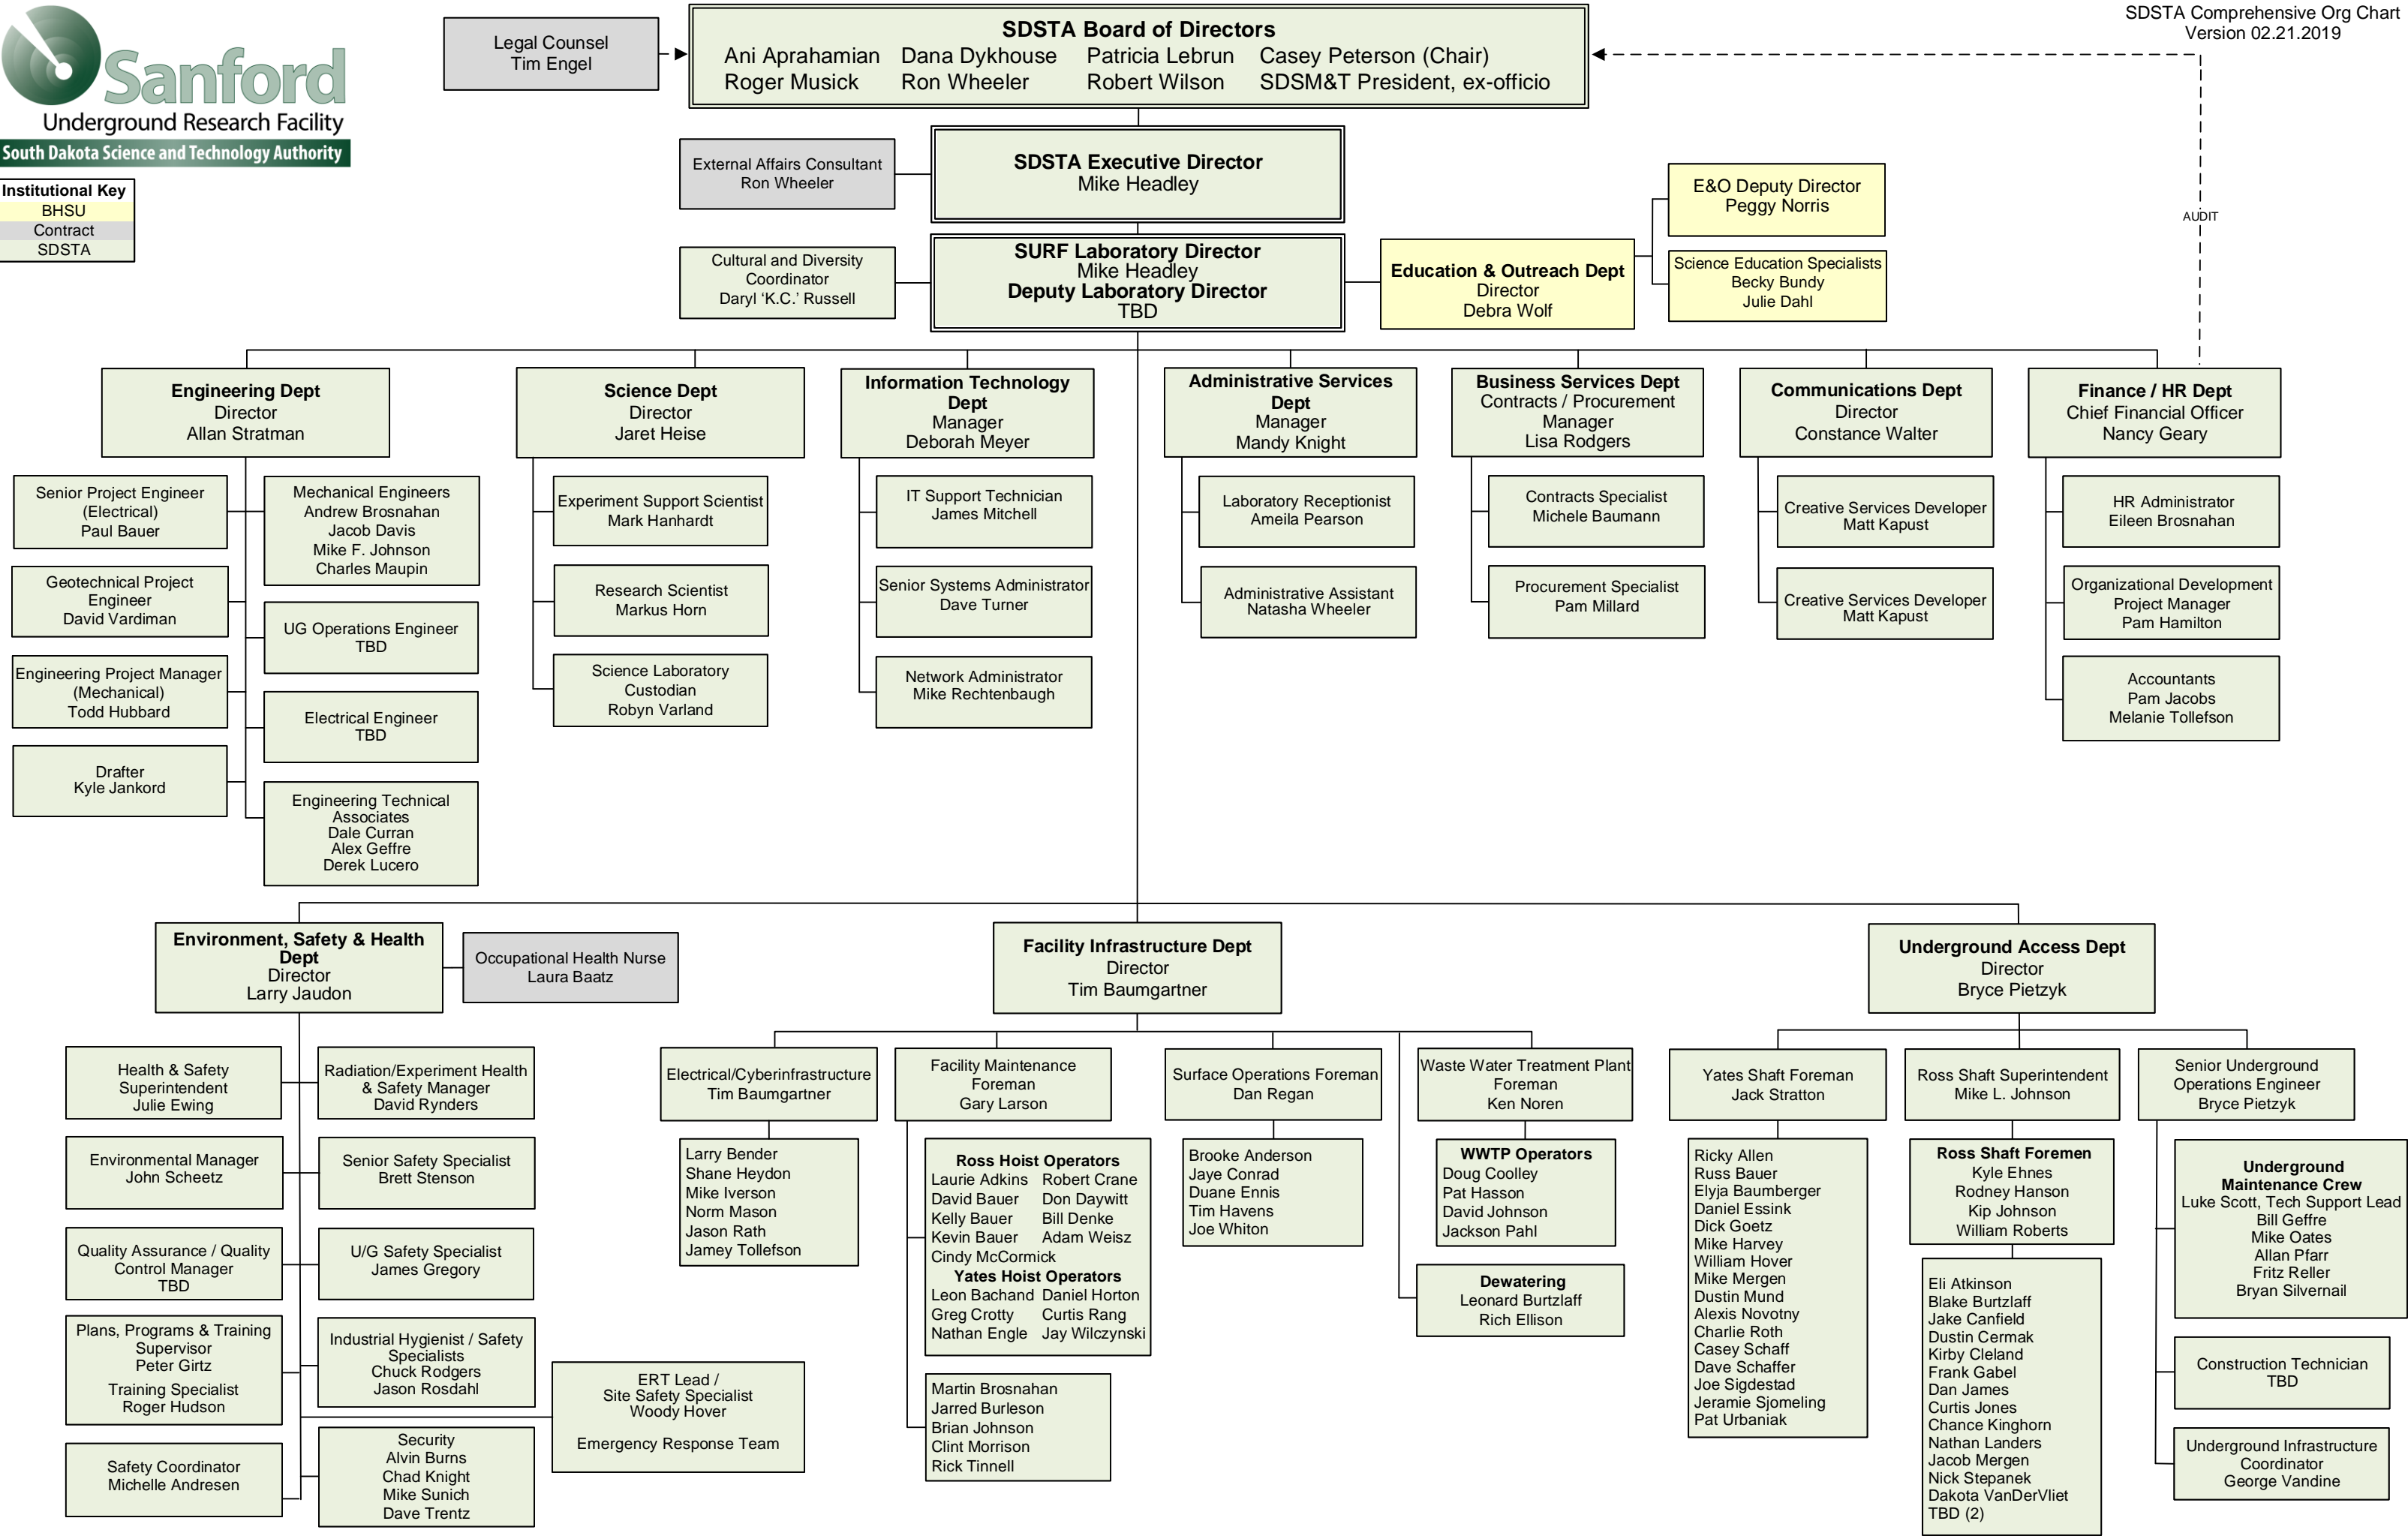 Sanford
Underground Research Facility
South Dakota Science and Technology Authority
Institutional Key
BHSU
Contract
SDSTA
SDSTA Comprehensive Org Chart
Version 02.21.2019
Legal Counsel
Tim Engel
SDSTA Board of Directors
Ani Aprahamian Dana Dykhouse Patricia Lebrun Casey Peterson (Chair)
Roger Musick Ron Wheeler Robert Wilson SDSM&T President, ex-officio
AUDIT
External Affairs Consultant
Ron Wheeler
SDSTA Executive Director
Mike Headley
Cultural and Diversity
Coordinator
Daryl ‘K.C.’ Russell
SURF Laboratory Director
Mike Headley
Deputy Laboratory Director
TBD
Education & Outreach Dept
Director
Debra Wolf
E&O Deputy Director
Peggy Norris
Science Education Specialists
Becky Bundy
Julie Dahl
Engineering Dept
Director
Allan Stratman
Senior Project Engineer
(Electrical)
Paul Bauer
Geotechnical Project
Engineer
David Vardiman
Engineering Project Manager
(Mechanical)
Todd Hubbard
Drafter
Kyle Jankord
Mechanical Engineers
Andrew Brosnahan
Jacob Davis
Mike F. Johnson
Charles Maupin
UG Operations Engineer
TBD
Electrical Engineer
TBD
Engineering Technical
Associates
Dale Curran
Alex Geffre
Derek Lucero
Science Dept
Director
Jaret Heise
Experiment Support Scientist
Mark Hanhardt
Research Scientist
Markus Horn
Science Laboratory
Custodian
Robyn Varland
Information Technology
Dept
Manager
Deborah Meyer
IT Support Technician
James Mitchell
Senior Systems Administrator
Dave Turner
Network Administrator
Mike Rechtenbaugh
Administrative Services
Dept
Manager
Mandy Knight
Laboratory Receptionist
Ameila Pearson
Administrative Assistant
Natasha Wheeler
Business Services Dept
Contracts / Procurement
Manager
Lisa Rodgers
Contracts Specialist
Michele Baumann
Procurement Specialist
Pam Millard
Communications Dept
Director
Constance Walter
Creative Services Developer
Matt Kapust
Creative Services Developer
Matt Kapust
Finance / HR Dept
Chief Financial Officer
Nancy Geary
HR Administrator
Eileen Brosnahan
Organizational Development
Project Manager
Pam Hamilton
Accountants
Pam Jacobs
Melanie Tollefson
Environment, Safety & Health
Dept
Director
Larry Jaudon
Occupational Health Nurse
Laura Baatz
Health & Safety
Superintendent
Julie Ewing
Environmental Manager
John Scheetz
Quality Assurance / Quality
Control Manager
TBD
Plans, Programs & Training
Supervisor
Peter Girtz
Training Specialist
Roger Hudson
Safety Coordinator
Michelle Andresen
Radiation/Experiment Health
& Safety Manager
David Rynders
Senior Safety Specialist
Brett Stenson
U/G Safety Specialist
James Gregory
Industrial Hygienist / Safety
Specialists
Chuck Rodgers
Jason Rosdahl
Security
Alvin Burns
Chad Knight
Mike Sunich
Dave Trentz
ERT Lead /
Site Safety Specialist
Woody Hover
Emergency Response Team
Facility Infrastructure Dept
Director
Tim Baumgartner
Electrical/Cyberinfrastructure
Tim Baumgartner
Larry Bender
Shane Heydon
Mike Iverson
Norm Mason
Jason Rath
Jamey Tollefson
Facility Maintenance
Foreman
Gary Larson
Ross Hoist Operators
Laurie Adkins Robert Crane
David Bauer Don Daywitt
Kelly Bauer Bill Denke
Kevin Bauer Adam Weisz
Cindy McCormick
Yates Hoist Operators
Leon Bachand Daniel Horton
Greg Crotty Curtis Rang
Nathan Engle Jay Wilczynski
Martin Brosnahan
Jarred Burleson
Brian Johnson
Clint Morrison
Rick Tinnell
Surface Operations Foreman
Dan Regan
Brooke Anderson
Jaye Conrad
Duane Ennis
Tim Havens
Joe Whiton
Waste Water Treatment Plant
Foreman
Ken Noren
WWTP Operators
Doug Coolley
Pat Hasson
David Johnson
Jackson Pahl
Dewatering
Leonard Burtzlaff
Rich Ellison
Underground Access Dept
Director
Bryce Pietzyk
Yates Shaft Foreman
Jack Stratton
Ricky Allen
Russ Bauer
Elyja Baumberger
Daniel Essink
Dick Goetz
Mike Harvey
William Hover
Mike Mergen
Dustin Mund
Alexis Novotny
Charlie Roth
Casey Schaff
Dave Schaffer
Joe Sigdestad
Jeramie Sjomeling
Pat Urbaniak
Ross Shaft Superintendent
Mike L. Johnson
Ross Shaft Foremen
Kyle Ehnes
Rodney Hanson
Kip Johnson
William Roberts
Eli Atkinson
Blake Burtzlaff
Jake Canfield
Dustin Cermak
Kirby Cleland
Frank Gabel
Dan James
Curtis Jones
Chance Kinghorn
Nathan Landers
Jacob Mergen
Nick Stepanek
Dakota VanDerVliet
TBD (2)
Senior Underground
Operations Engineer
Bryce Pietzyk
Underground
Maintenance Crew
Luke Scott, Tech Support Lead
Bill Geffre
Mike Oates
Allan Pfarr
Fritz Reller
Bryan Silvernail
Construction Technician
TBD
Underground Infrastructure
Coordinator
George Vandine